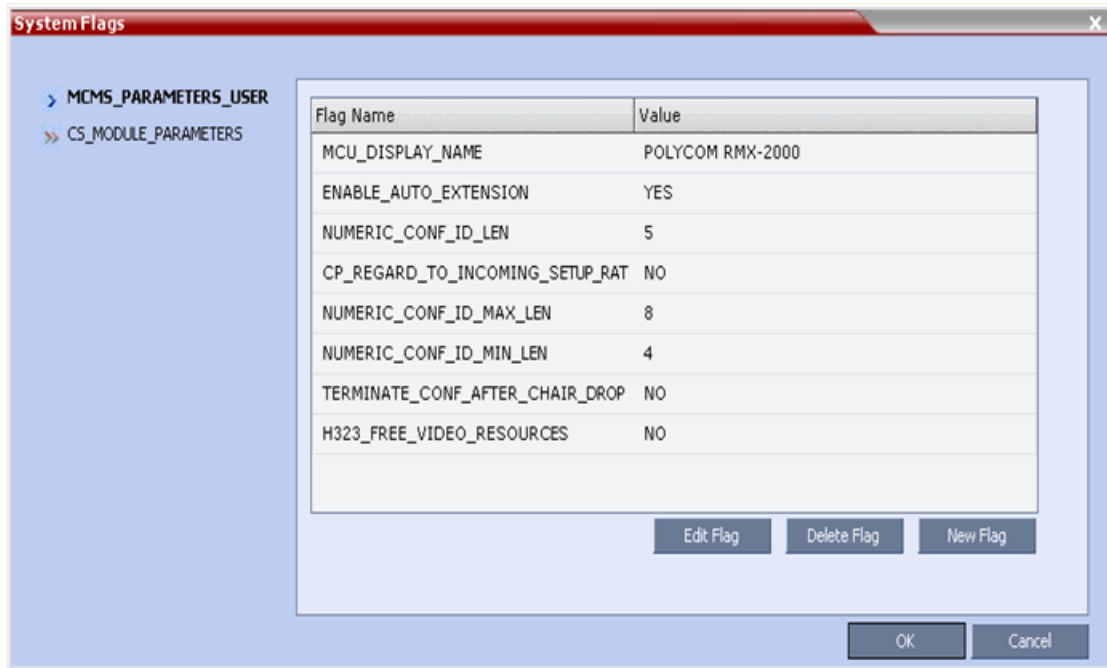 System Flags
X
MCMS_PARAMETERS_USER
CS_MODULE_PARAMETERS
Flag Name Value
MCU_DISPLAY_NAME POLYCOM RMX-2000
ENABLE_AUTO_EXTENSION YES
NUMERIC_CONF_ID_LEN 5
CP_REGARD_TO_INCOMING_SETUP_RAT NO
NUMERIC_CONF_ID_MAX_LEN 8
NUMERIC_CONF_ID_MIN_LEN 4
TERMINATE_CONF_AFTER_CHAIR_DROP NO
H323_FREE_VIDEO_RESOURCES NO
Edit Flag Delete Flag New Flag
OK Cancel